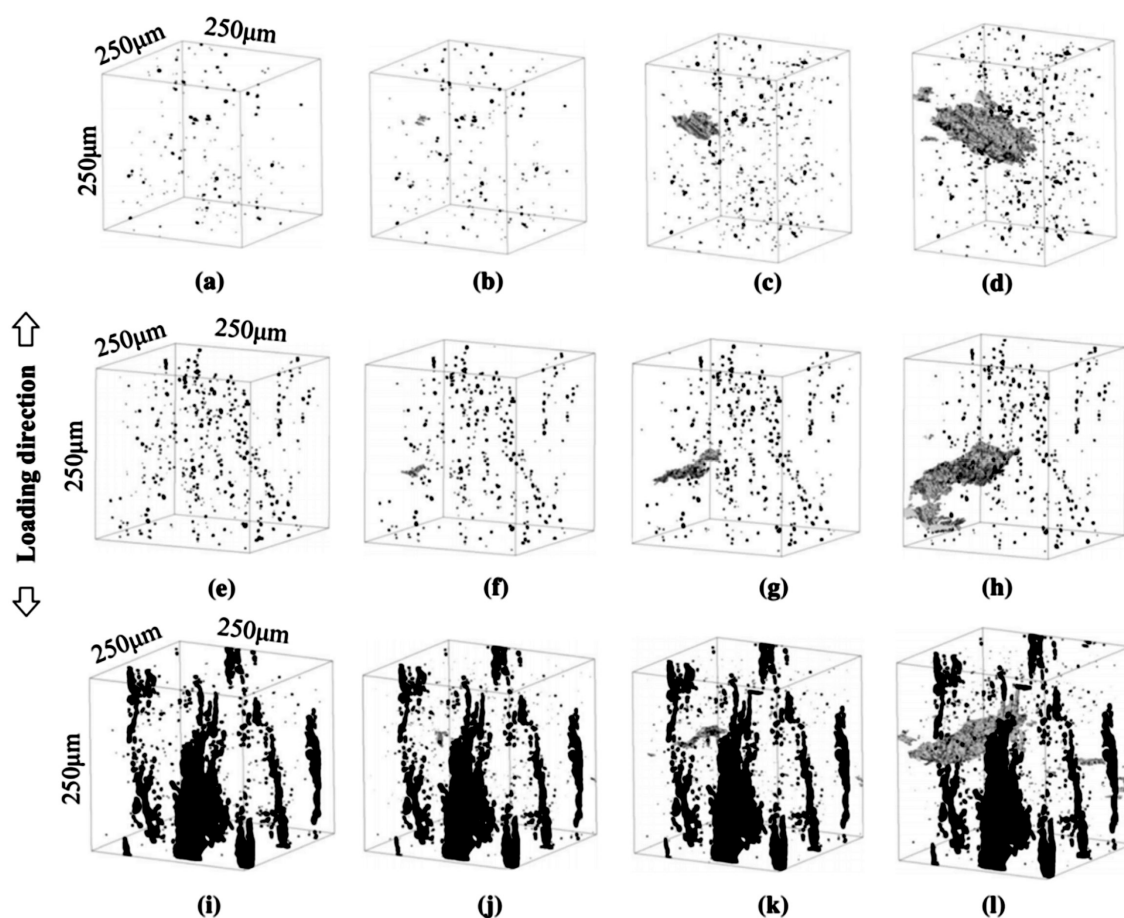 250μm 250μm
250μm
(a) (b) (c) (d)
Loading direction
250μm 250μm
250μm
(e) (f) (g) (h)
250μm 250μm
250μm
(i) (j) (k) (l)